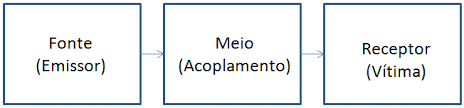 Fonte
(Emissor)
Meio
(Acoplamento)
Receptor
(Vítima)